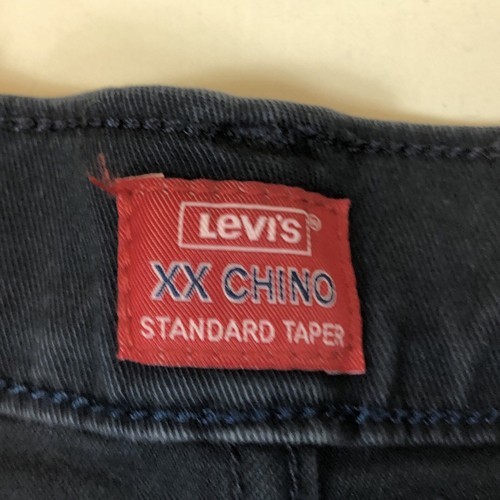 Levi's®
XX CHINO
STANDARD TAPER